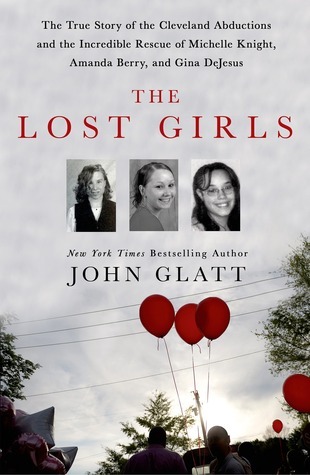 The True Story of the Cleveland Abductions
and the Incredible Rescue of Michelle Knight,
Amanda Berry, and Gina DeJesus
THE
LOST GIRLS
New York Times Bestselling Author
JOHN GLATT